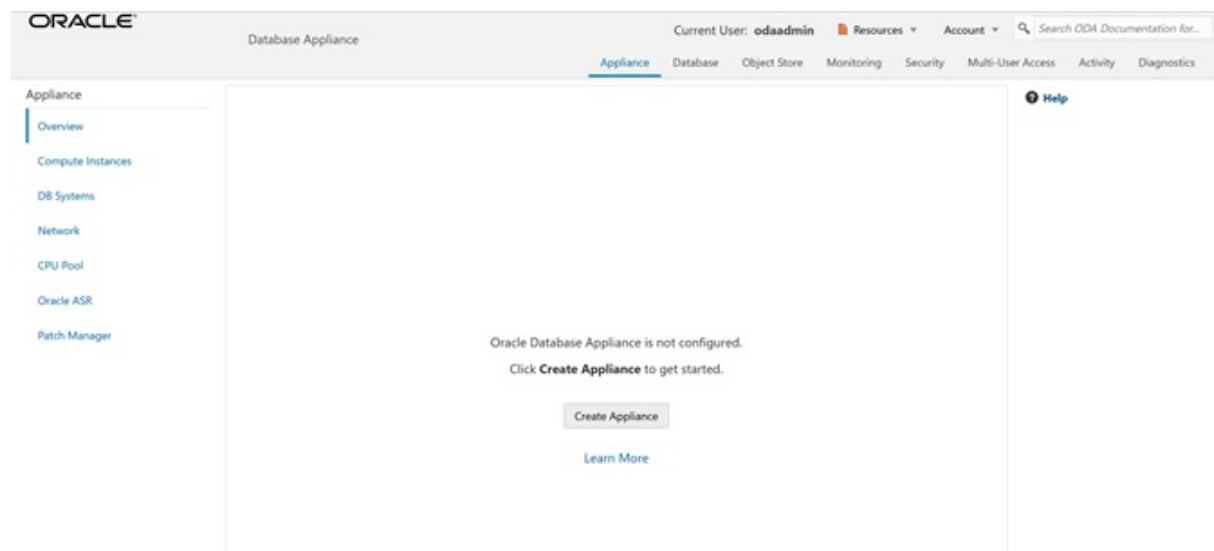 ORACLE®
Database Appliance
Current User: odaadmin
Resources
Account
Search ODA Documentation for...
Appliance
Database
Object Store
Monitoring
Security
Multi-User Access
Activity
Diagnostics
Appliance
Overview
Compute Instances
DB Systems
Network
CPU Pool
Oracle ASR
Patch Manager
Oracle Database Appliance is not configured.
Click Create Appliance to get started.
Create Appliance
Learn More
Help